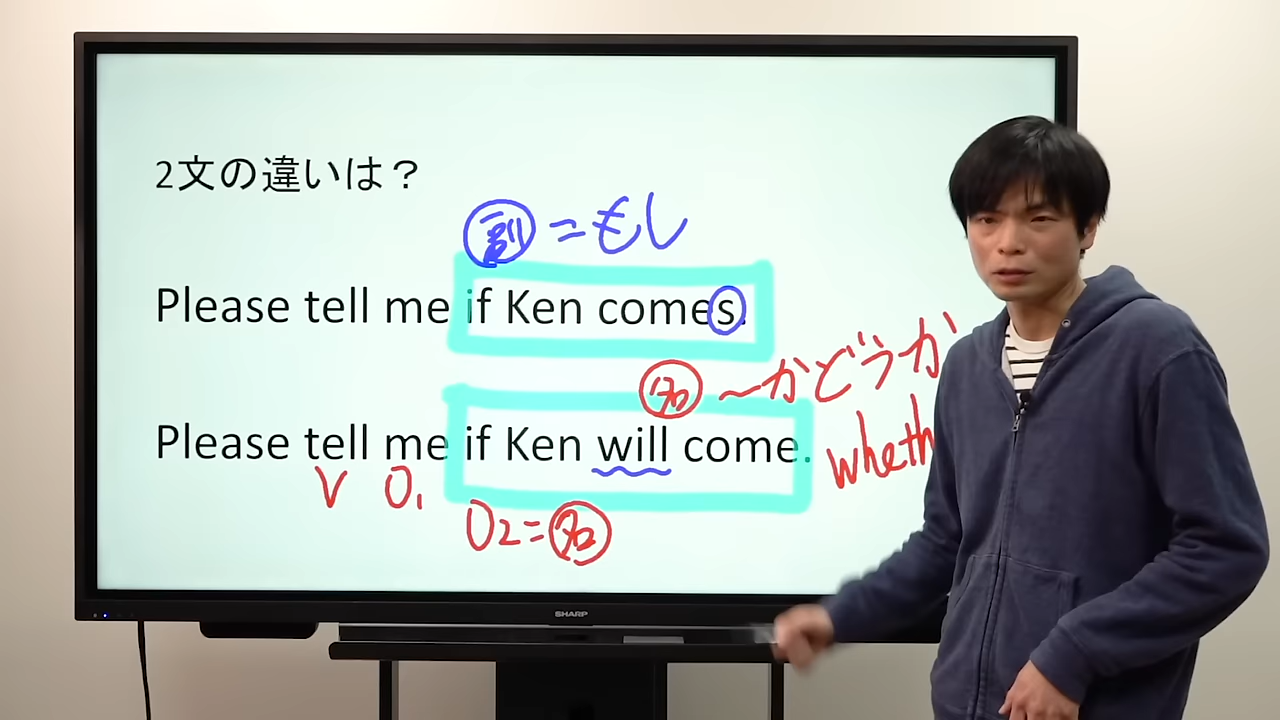 2文の違いは？
副 = もし
Please tell me if Ken comes.
名 〜かどうか
Please tell me if Ken will come.
wheth
V O1
O2=名
SHARP